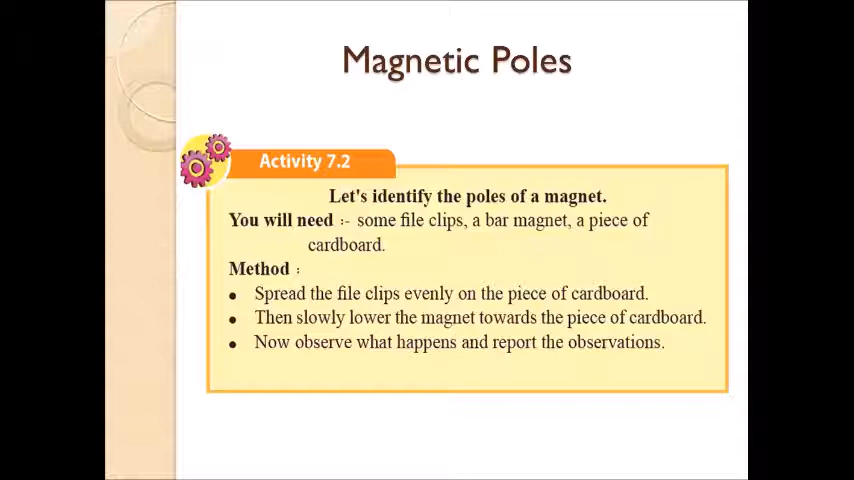 Magnetic Poles
Activity 7.2
Let's identify the poles of a magnet.
You will need :- some file clips, a bar magnet, a piece of
cardboard.
Method :
• Spread the file clips evenly on the piece of cardboard.
• Then slowly lower the magnet towards the piece of cardboard.
• Now observe what happens and report the observations.